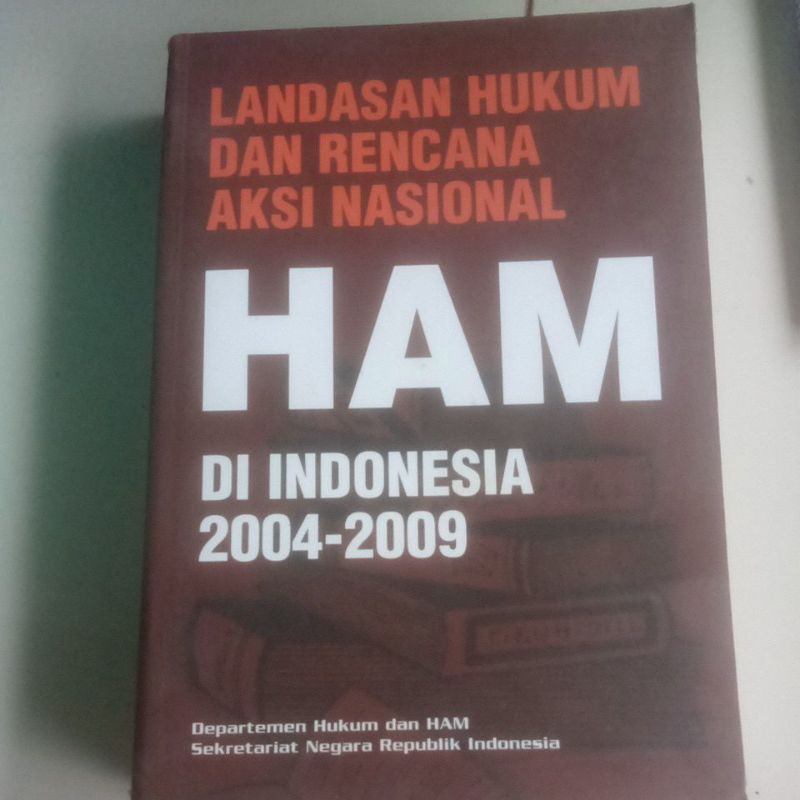 LANDASAN HUKUM
DAN RENCANA
AKSI NASIONAL
HAM
DI INDONESIA
2004-2009
Departemen Hukum dan HAM
Sekretariat Negara Republik Indonesia